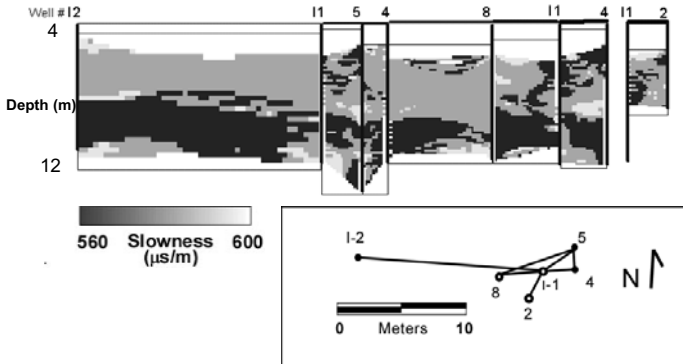 Well # I2 I1 5 4 8 I1 4 I1 2
4
Depth (m)
12
560 Slowness 600
(µs/m)
I-2
5
8
I-1
4
2
N
0 Meters 10